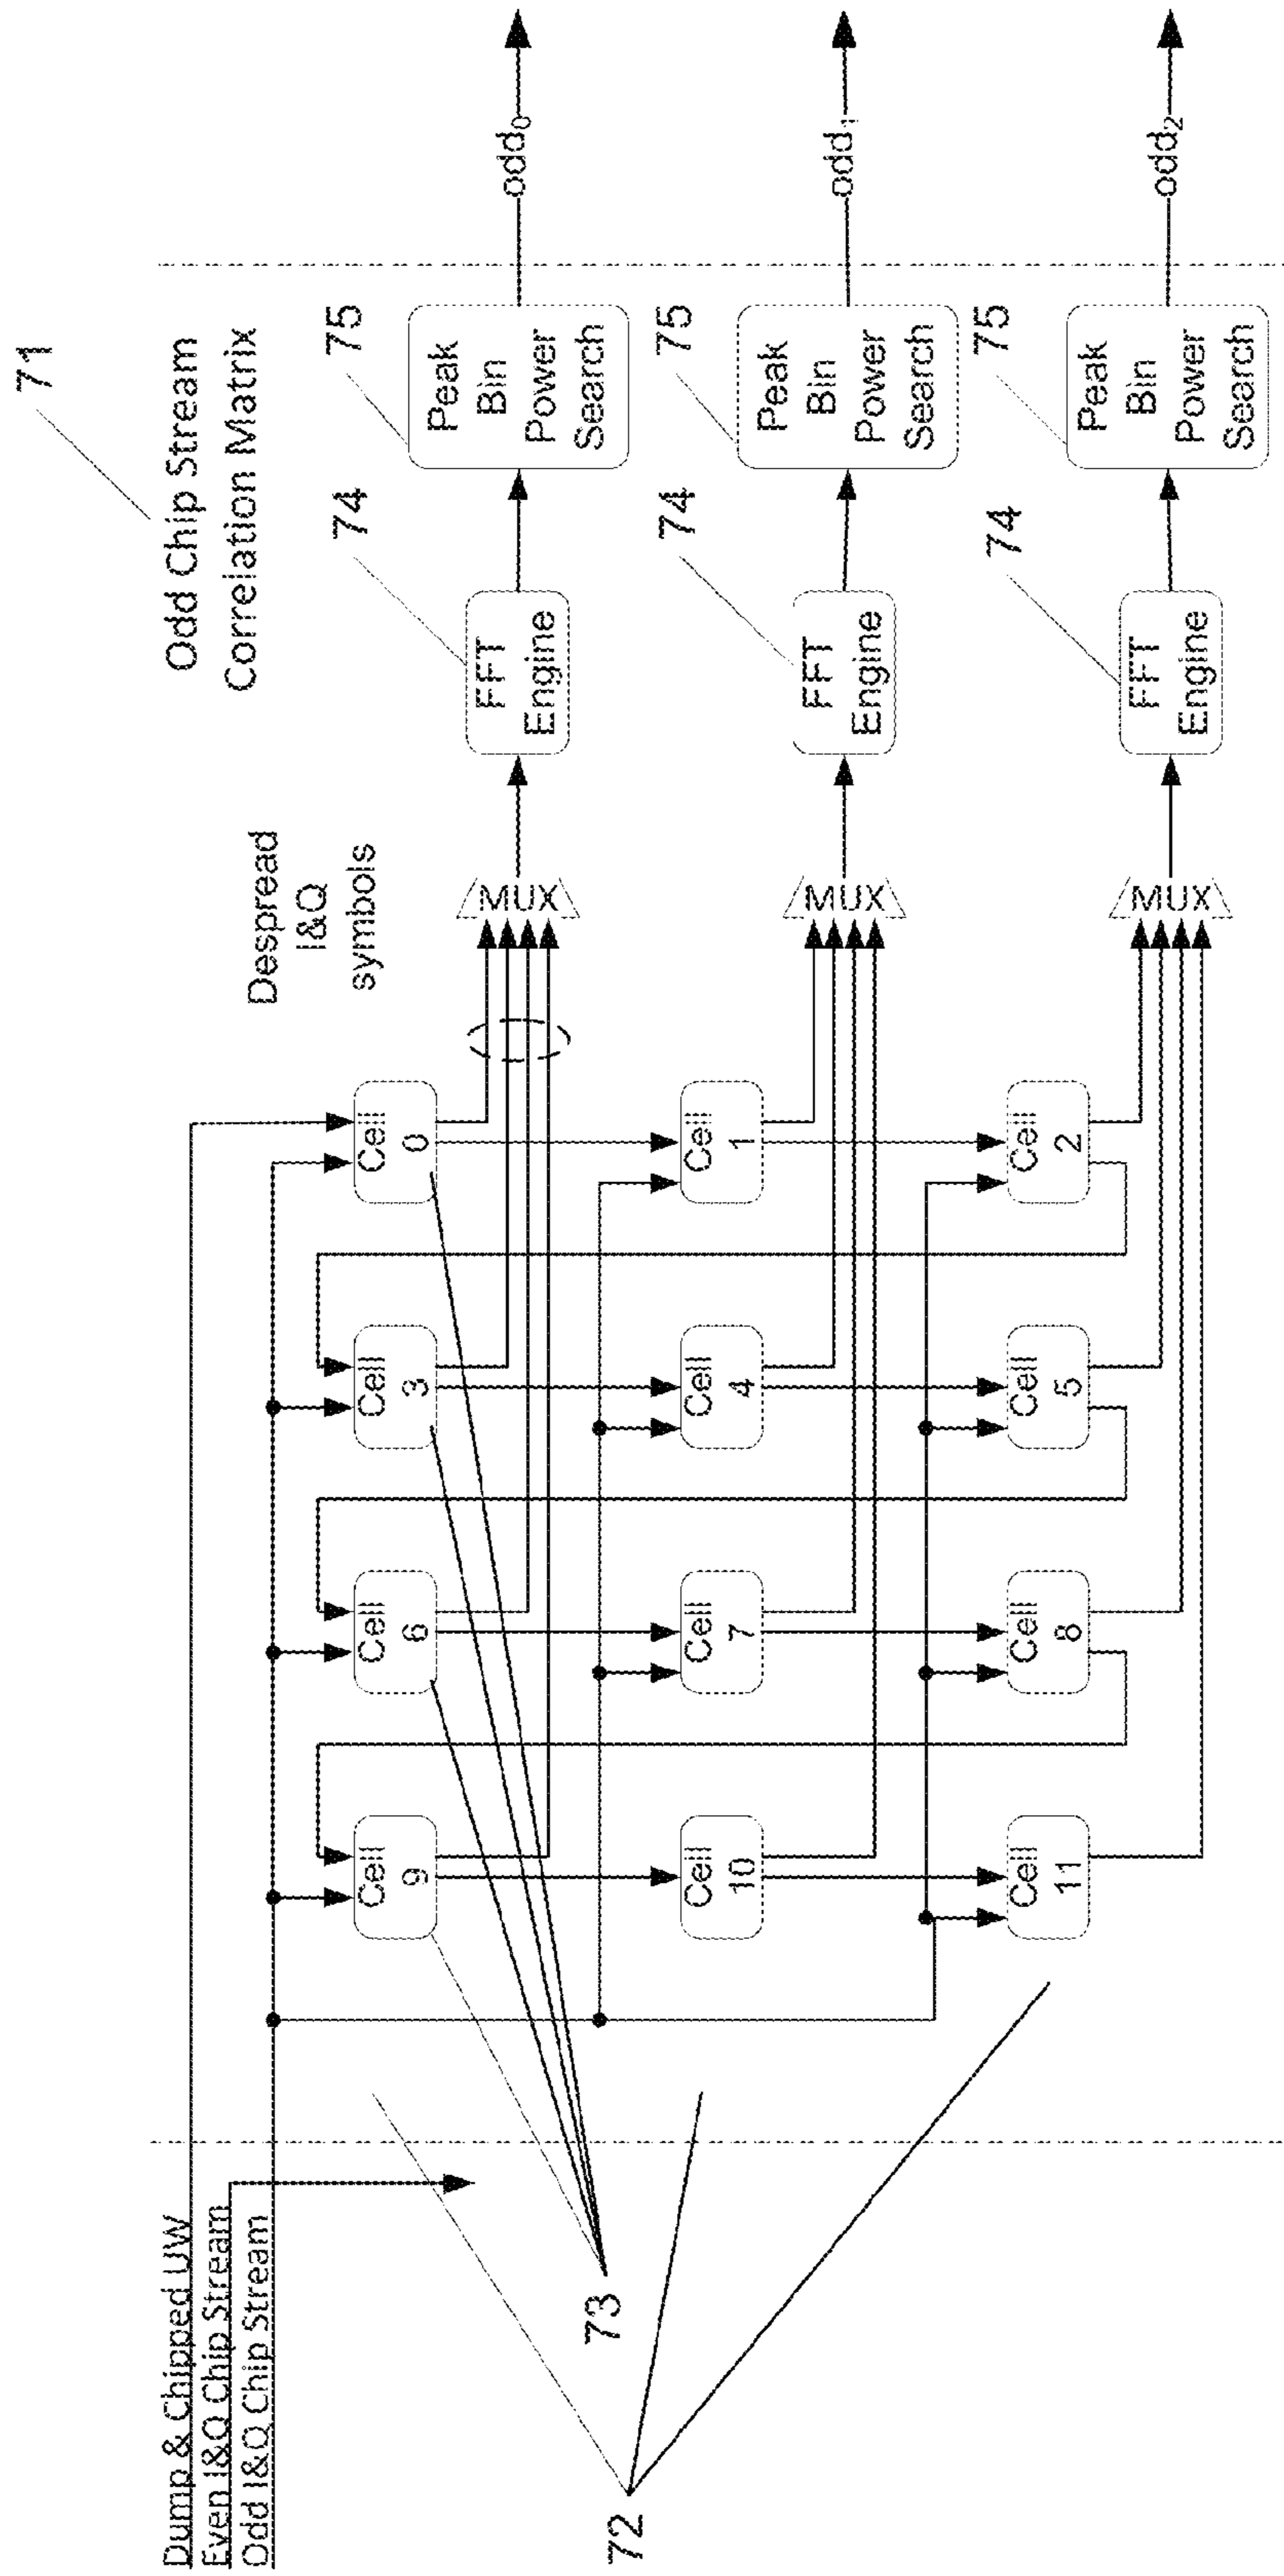 71
Odd Chip Stream
Correlation Matrix
Dump & Chipped UW
Even I&Q Chip Stream
Odd I&Q Chip Stream
Despread
I&Q
symbols
74
75
Cell
9
Cell
6
Cell
3
Cell
0
MUX
FFT
Engine
Peak
Bin
Power
Search
odd0
74
75
Cell
10
Cell
7
Cell
4
Cell
1
MUX
FFT
Engine
Peak
Bin
Power
Search
odd1
74
75
Cell
11
Cell
8
Cell
5
Cell
2
MUX
FFT
Engine
Peak
Bin
Power
Search
odd2
73
72